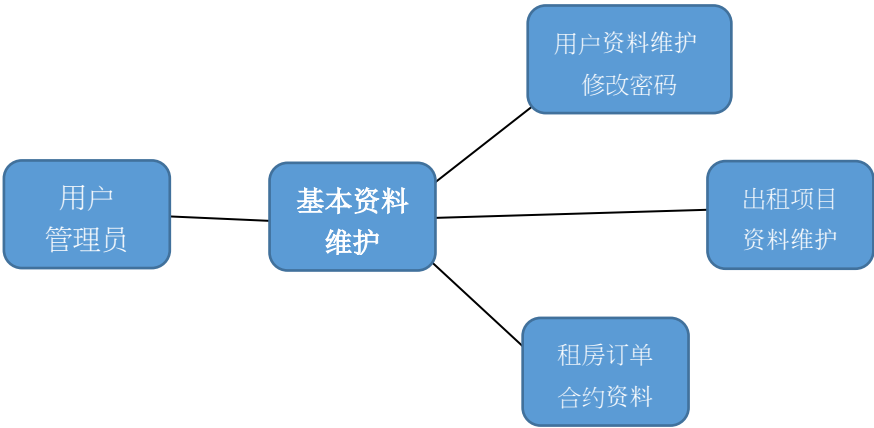 用户资料维护
修改密码
用户
管理员
基本资料
维护
出租项目
资料维护
租房订单
合约资料